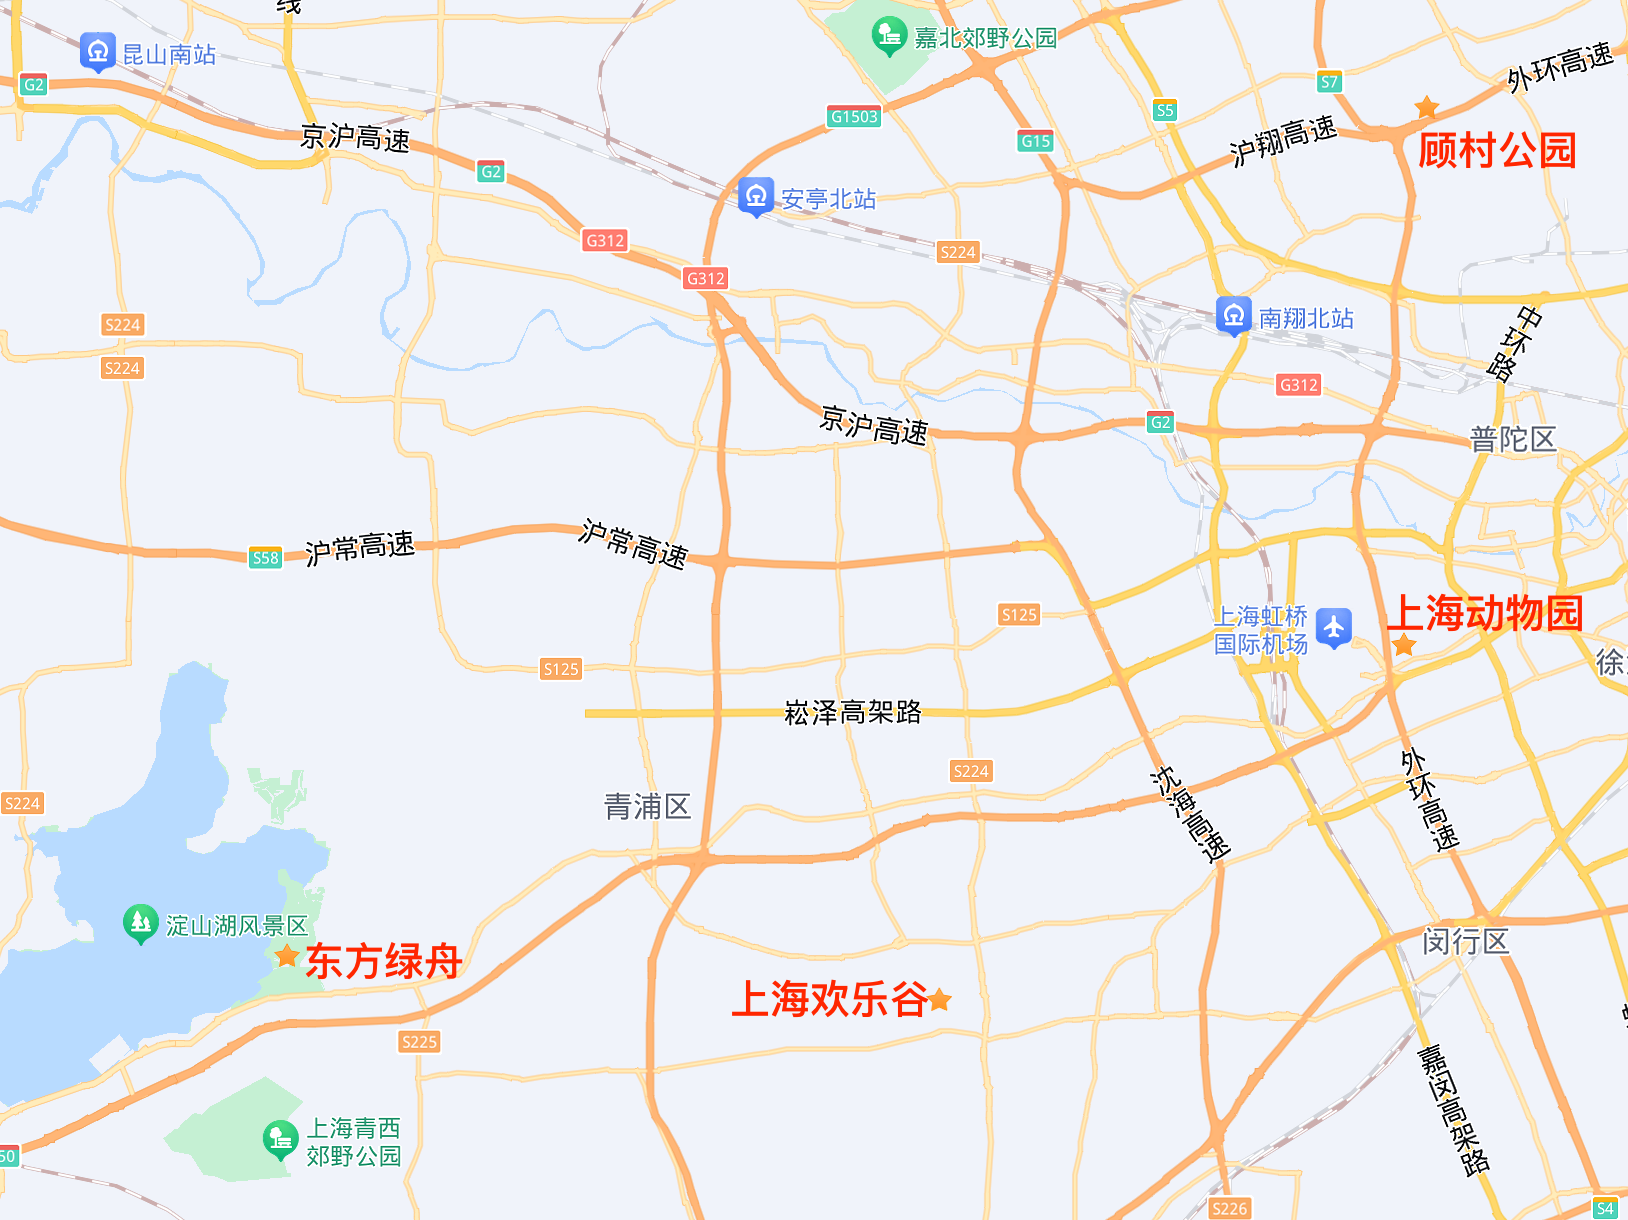 线
昆山南站
G2
京沪高速
G2
嘉北郊野公园
G1503
G15
S5
S7
外环高速
沪翔高速
顾村公园
安亭北站
G312
G312
S224
S224
S224
南翔北站
G312
中环路
京沪高速
G2
普陀区
S58
沪常高速
沪常高速
S125
上海虹桥
国际机场
上海动物园
徐
S125
崧泽高架路
S224
S224
青浦区
沈海高速
外环高速
淀山湖风景区
东方绿舟
上海欢乐谷
闵行区
S225
嘉闵高架路
上海青西
郊野公园
50
S226
S4